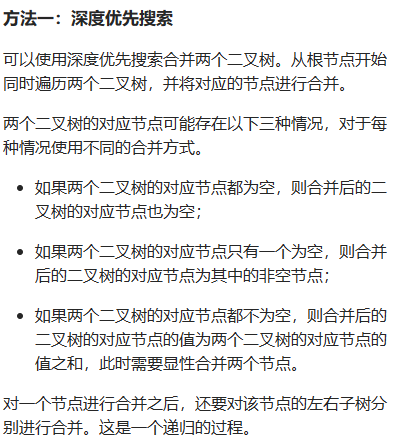 方法一：深度优先搜索
可以使用深度优先搜索合并两个二叉树。从根节点开始
同时遍历两个二叉树，并将对应的节点进行合并。
两个二叉树的对应节点可能存在以下三种情况，对于每
种情况使用不同的合并方式。
• 如果两个二叉树的对应节点都为空，则合并后的二
叉树的对应节点也为空；
• 如果两个二叉树的对应节点只有一个为空，则合并
后的二叉树的对应节点为其中的非空节点；
• 如果两个二叉树的对应节点都不为空，则合并后的
二叉树的对应节点的值为两个二叉树的对应节点的
值之和，此时需要显性合并两个节点。
对一个节点进行合并之后，还要对该节点的左右子树分
别进行合并。这是一个递归的过程。